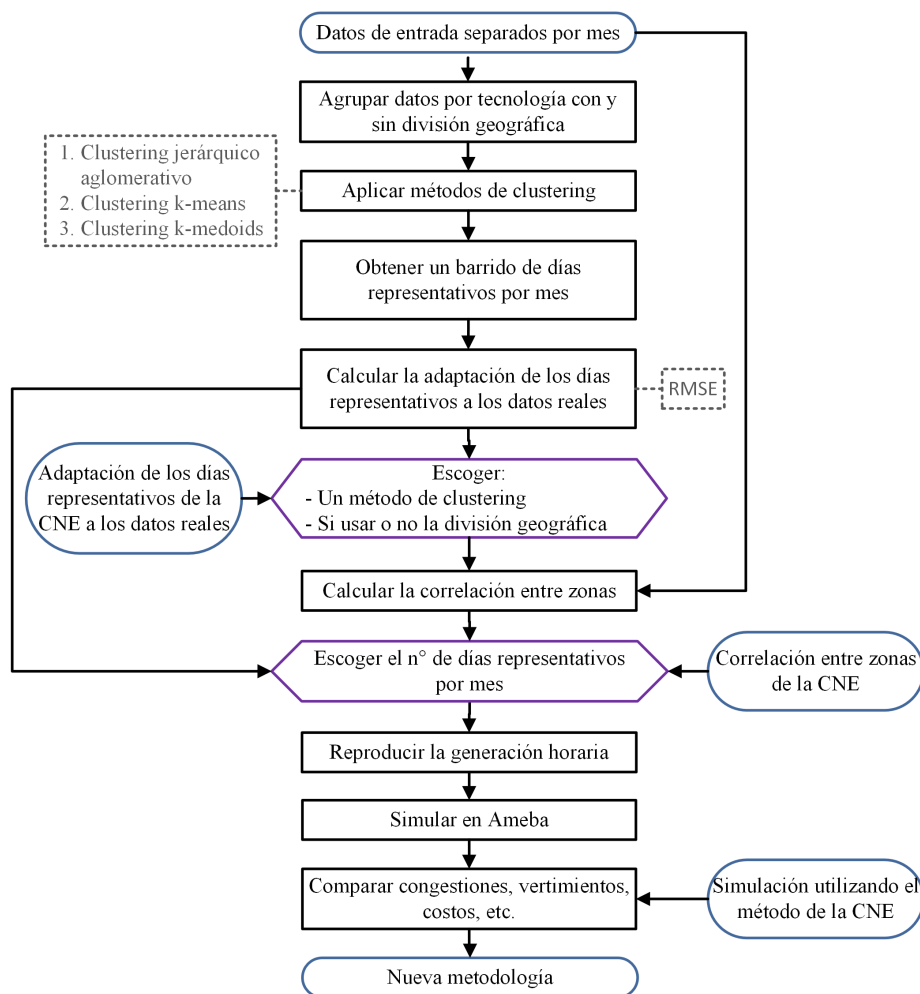 Datos de entrada separados por mes
Agrupar datos por tecnología con y
sin división geográfica
1. Clustering jerárquico
aglomerativo
2. Clustering k-means
3. Clustering k-medoids
Aplicar métodos de clustering
Obtener un barrido de días
representativos por mes
Calcular la adaptación de los días
representativos a los datos reales
RMSE
Adaptación de los días
representativos de la
CNE a los datos reales
Escoger:
- Un método de clustering
- Si usar o no la división geográfica
Calcular la correlación entre zonas
Escoger el n° de días representativos
por mes
Correlación entre zonas
de la CNE
Reproducir la generación horaria
Simular en Ameba
Comparar congestiones, vertimientos,
costos, etc.
Simulación utilizando el
método de la CNE
Nueva metodología